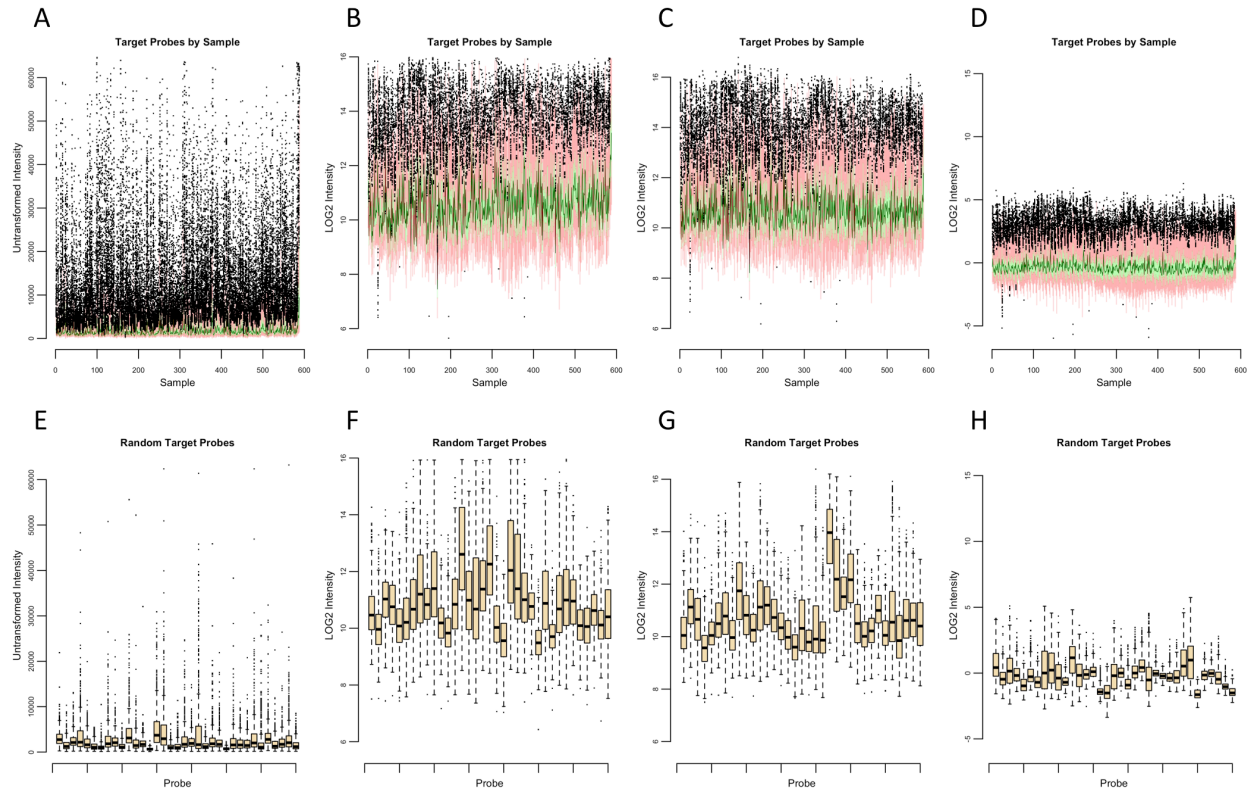 A
Target Probes by Sample
Untransformed Intensity
60000
50000
40000
30000
20000
10000
0
0 100 200 300 400 500 600
Sample
B
Target Probes by Sample
LOG2 Intensity
16
14
12
10
8
6
0 100 200 300 400 500 600
Sample
C
Target Probes by Sample
LOG2 Intensity
16
14
12
10
8
6
0 100 200 300 400 500 600
Sample
D
Target Probes by Sample
LOG2 Intensity
15
10
5
0
-5
0 100 200 300 400 500 600
Sample
E
Random Target Probes
Untransformed Intensity
60000
50000
40000
30000
20000
10000
0
Probe
F
Random Target Probes
LOG2 Intensity
16
14
12
10
8
6
Probe
G
Random Target Probes
LOG2 Intensity
16
14
12
10
8
6
Probe
H
Random Target Probes
LOG2 Intensity
15
10
5
0
-5
Probe